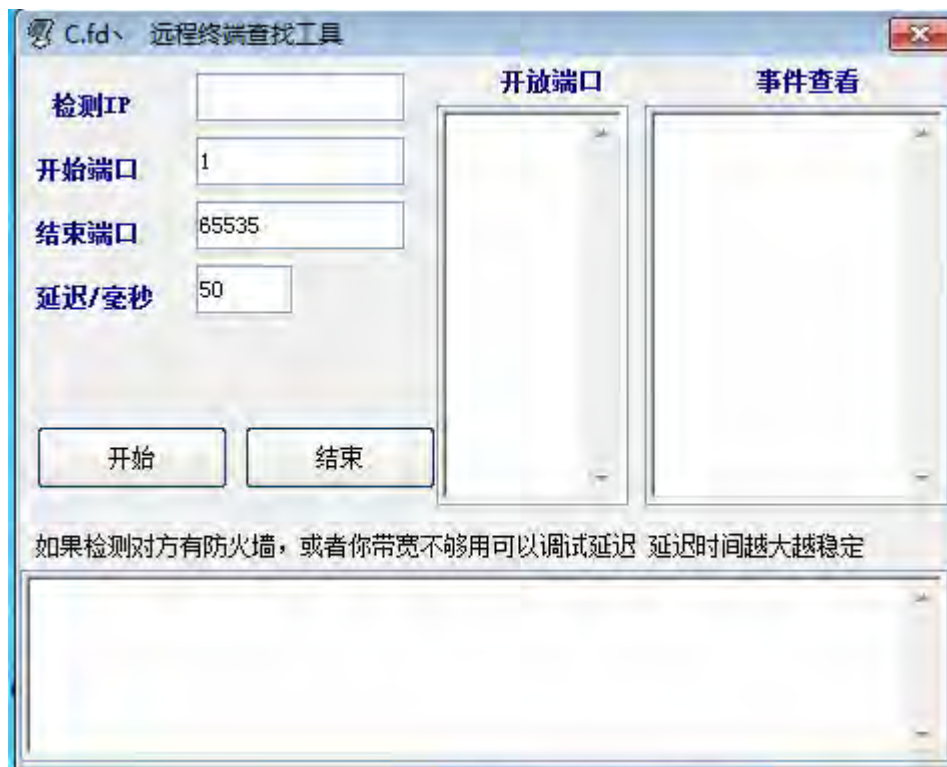 C.fd、 远程终端查找工具
检测IP
开始端口 1
结束端口 65535
延迟/毫秒 50
开放端口
事件查看
开始 结束
如果检测对方有防火墙，或者你带宽不够用可以调试延迟 延迟时间越大越稳定